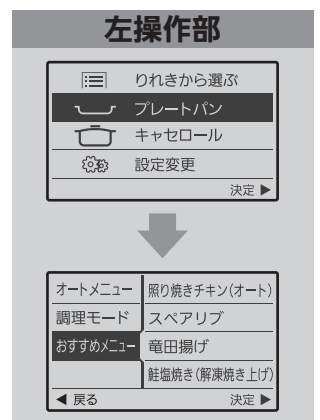 左操作部
りれきから選ぶ
プレートパン
キャセロール
設定変更
決定 ▶
オートメニュー 照り焼きチキン(オート)
調理モード スペアリブ
おすすめメニュー 竜田揚げ
鮭塩焼き(解凍焼き上げ)
◀ 戻る 決定 ▶